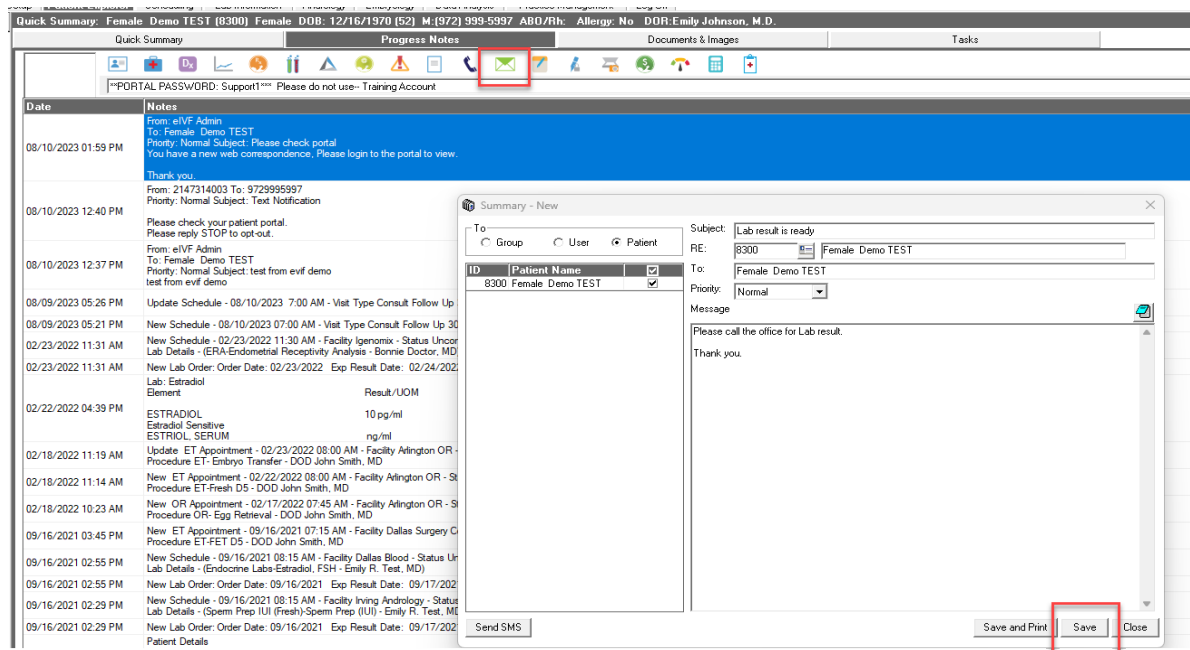 Quick Summary: Female Demo TEST (8300) Female DOB: 12/16/1970 (52) M:(972) 999-5997 ABO/Rh: Allergy: No DOR:Emily Johnson, M.D.
Quick Summary Progress Notes Documents & Images Tasks
Dx
**PORTAL PASSWORD: Support1*** Please do not use-- Training Account
Date Notes
From: eIVF Admin
To: Female Demo TEST
08/10/2023 01:59 PM
Priority: Normal Subject: Please check portal
You have a new web correspondence, Please login to the portal to view.
Thank you.
From: 2147314003 To: 9729995997
Priority: Normal Subject: Text Notification
08/10/2023 12:40 PM
Please check your patient portal.
Please reply STOP to opt-out.
From: eIVF Admin
To: Female Demo TEST
08/10/2023 12:37 PM
Priority: Normal Subject: test from evif demo
test from evif demo
08/09/2023 05:26 PM Update Schedule - 08/10/2023 7:00 AM - Visit Type Consult Follow Up
08/09/2023 05:21 PM New Schedule - 08/10/2023 07:00 AM - Visit Type Consult Follow Up 30
02/23/2022 11:31 AM New Schedule - 02/23/2022 11:30 AM - Facility Igenomix - Status Uncor
Lab Details - (ERA-Endometrial Receptivity Analysis - Bonnie Doctor, MD
02/23/2022 11:31 AM New Lab Order: Order Date: 02/23/2022 Exp Result Date: 02/24/202
Lab: Estradiol
Element Result/UOM
02/22/2022 04:39 PM
ESTRADIOL 10 pg/ml
Estradiol Sensitive
ESTRIOL, SERUM ng/ml
02/18/2022 11:19 AM Update ET Appointment - 02/23/2022 08:00 AM - Facility Arlington OR -
Procedure ET- Embryo Transfer - DOD John Smith, MD
02/18/2022 11:14 AM New ET Appointment - 02/22/2022 08:00 AM - Facility Arlington OR - St
Procedure ET-Fresh D5 - DOD John Smith, MD
02/18/2022 10:23 AM New OR Appointment - 02/17/2022 07:45 AM - Facility Arlington OR - S
Procedure OR- Egg Retrieval - DOD John Smith, MD
09/16/2021 03:45 PM New ET Appointment - 09/16/2021 07:15 AM - Facility Dallas Surgery C
Procedure ET-FET D5 - DOD John Smith, MD
09/16/2021 02:55 PM New Schedule - 09/16/2021 08:15 AM - Facility Dallas Blood - Status Un
Lab Details - (Endocrine Labs-Estradiol, FSH - Emily R. Test, MD)
09/16/2021 02:55 PM New Lab Order: Order Date: 09/16/2021 Exp Result Date: 09/17/202
09/16/2021 02:29 PM New Schedule - 09/16/2021 08:15 AM - Facility Irving Andrology - Status
Lab Details - (Sperm Prep IUI (Fresh)-Sperm Prep (IUI) - Emily R. Test, MD
09/16/2021 02:29 PM New Lab Order: Order Date: 09/16/2021 Exp Result Date: 09/17/202
Patient Details
Summary - New
To
Group User Patient
ID Patient Name
8300 Female Demo TEST
Subject: Lab result is ready
RE: 8300 Female Demo TEST
To: Female Demo TEST
Priority: Normal
Message
Please call the office for Lab result.
Thank you.
Send SMS Save and Print Save Close